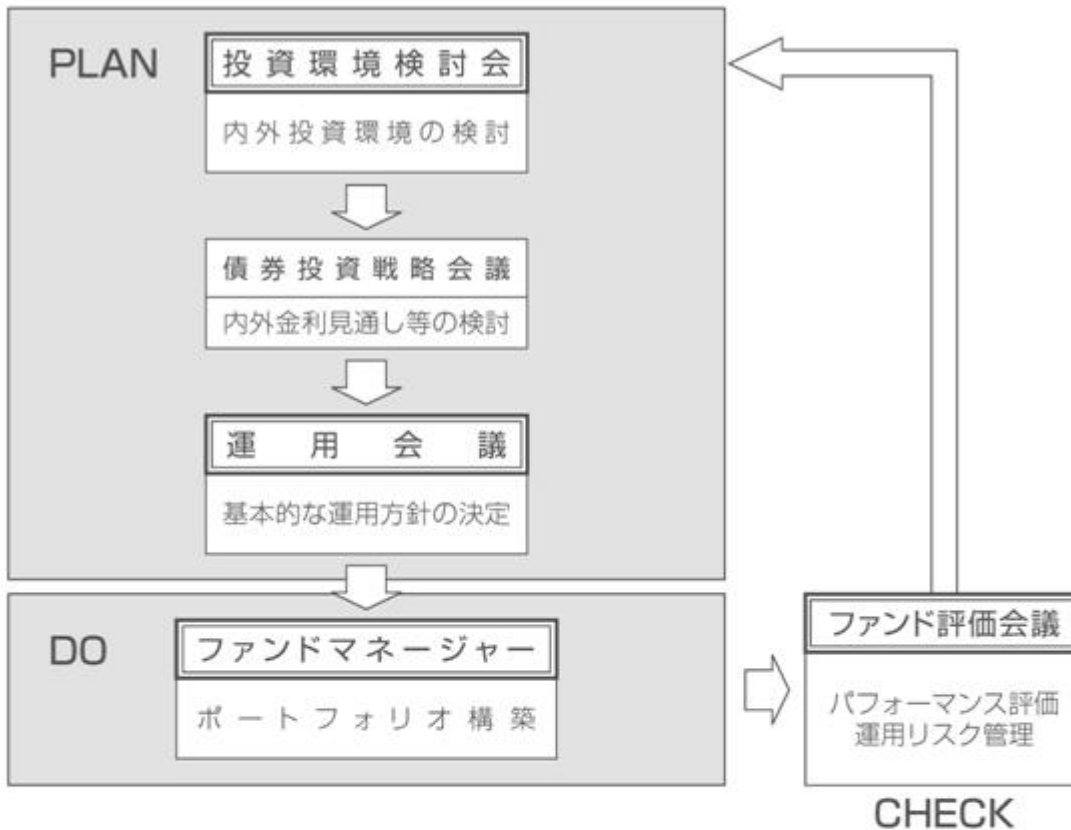 PLAN
投資環境検討会
内外投資環境の検討
債券投資戦略会議
内外金利見通し等の検討
運用会議
基本的な運用方針の決定
DO
ファンドマネージャー
ポートフォリオ構築
ファンド評価会議
パフォーマンス評価
運用リスク管理
CHECK